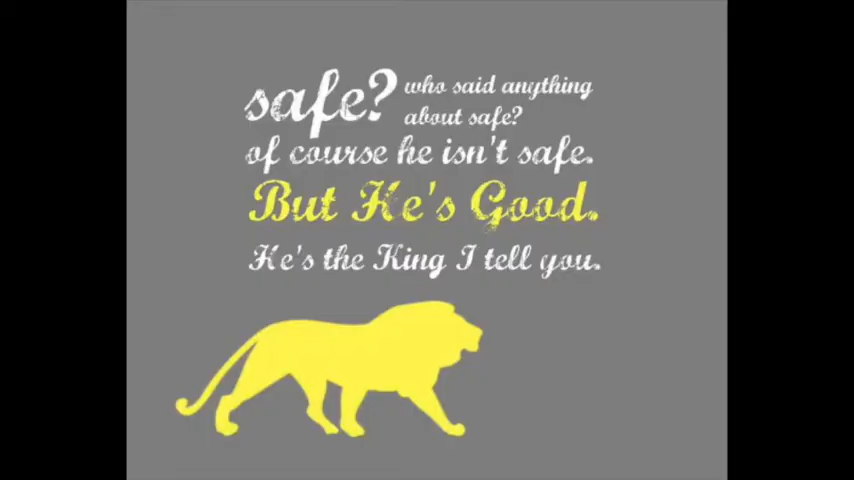 safe? who said anything
about safe?
of course he isn't safe.
But He's Good.
He's the King I tell you.